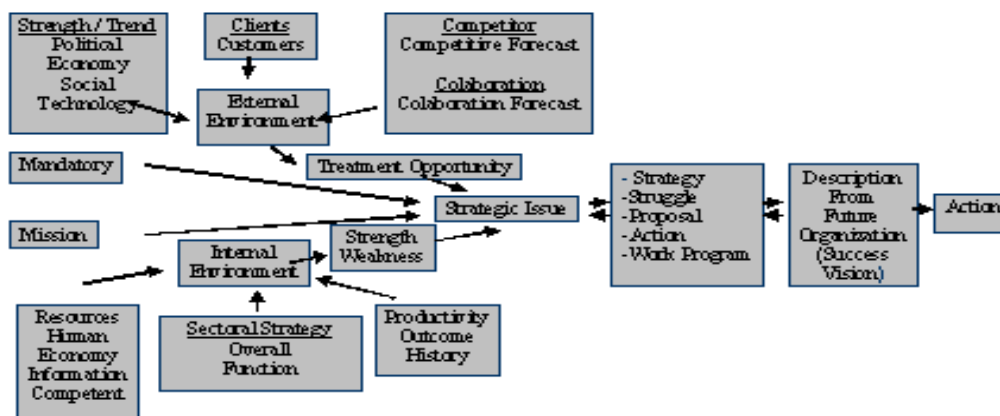 Strength / Trend
Political
Economy
Social
Technology
Clients
Customers
Competitor
Competitive Forecast
Colaboration
Colaboration Forecast
External
Environment
Mandatory
Treatment Opportunity
Strategic Issue
Mission
Strength
Weakness
Internal
Environment
Resources
Human
Economy
Information
Competent
Sectoral Strategy
Overall
Function
Productivity
Outcome
History
- Strategy
-Struggle
-Proposal
-Action
-Work Program
Description
From
Future
Organization
(Success
Vision)
Action